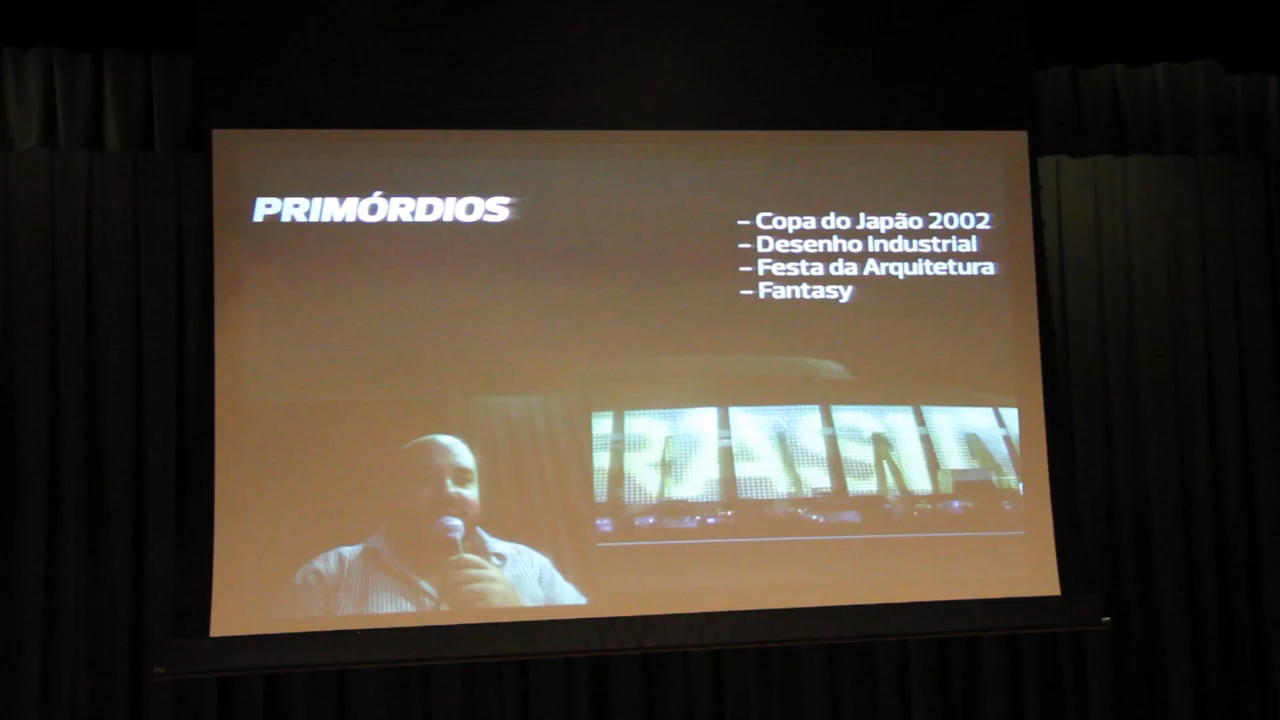 PRIMÓRDIOS
– Copa do Japão 2002
– Desenho Industrial
– Festa da Arquitetura
– Fantasy